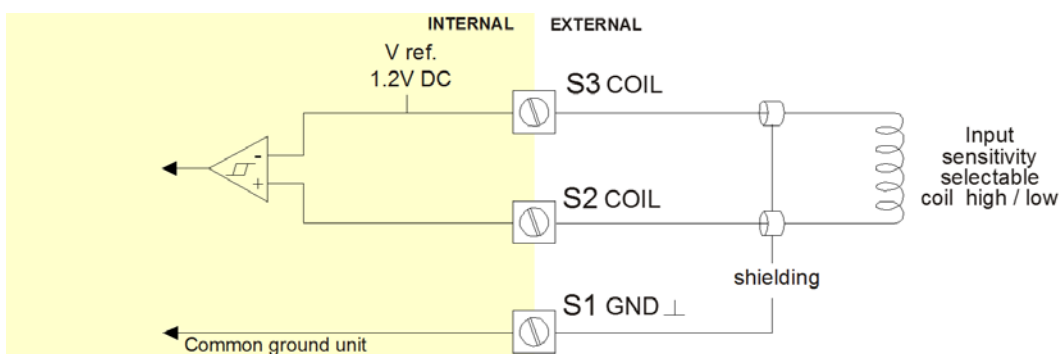 INTERNAL EXTERNAL
V ref.
1.2V DC
S3 COIL
- 
+
Input
sensitivity
selectable
coil high / low
S2 COIL
shielding
S1 GND ⊥
Common ground unit